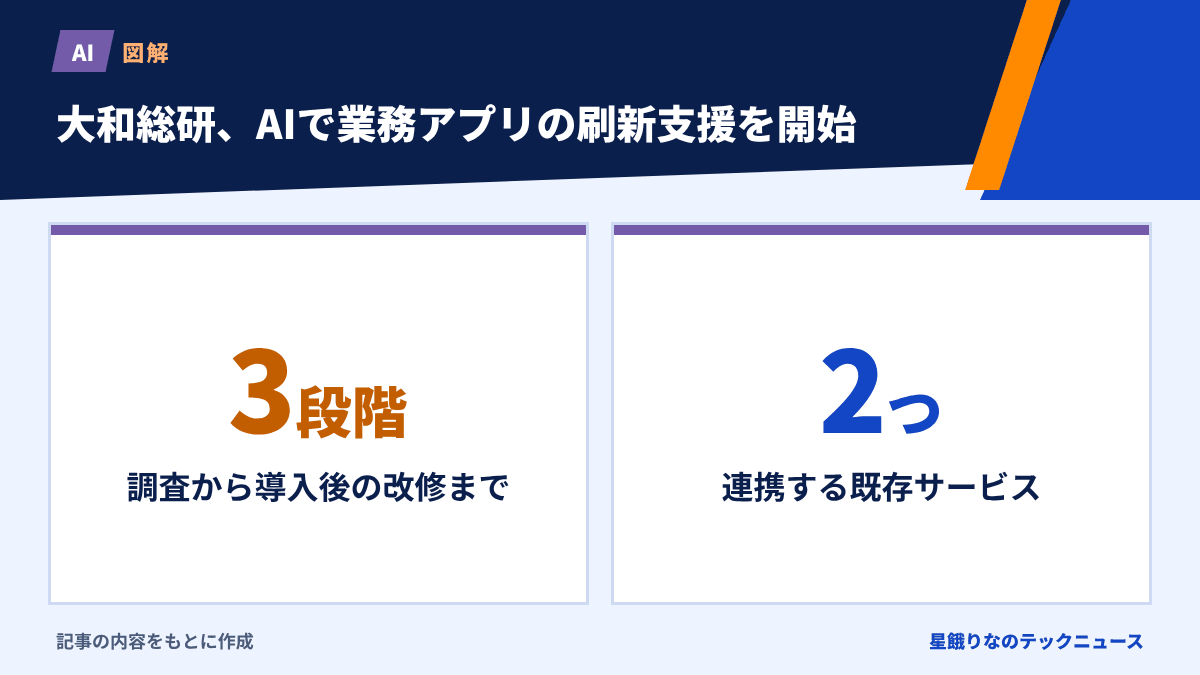 AI 図解
大和総研、AIで業務アプリの刷新支援を開始
3段階
調査から導入後の改修まで
2つ
連携する既存サービス
記事の内容をもとに作成
星餓りなのテックニュース